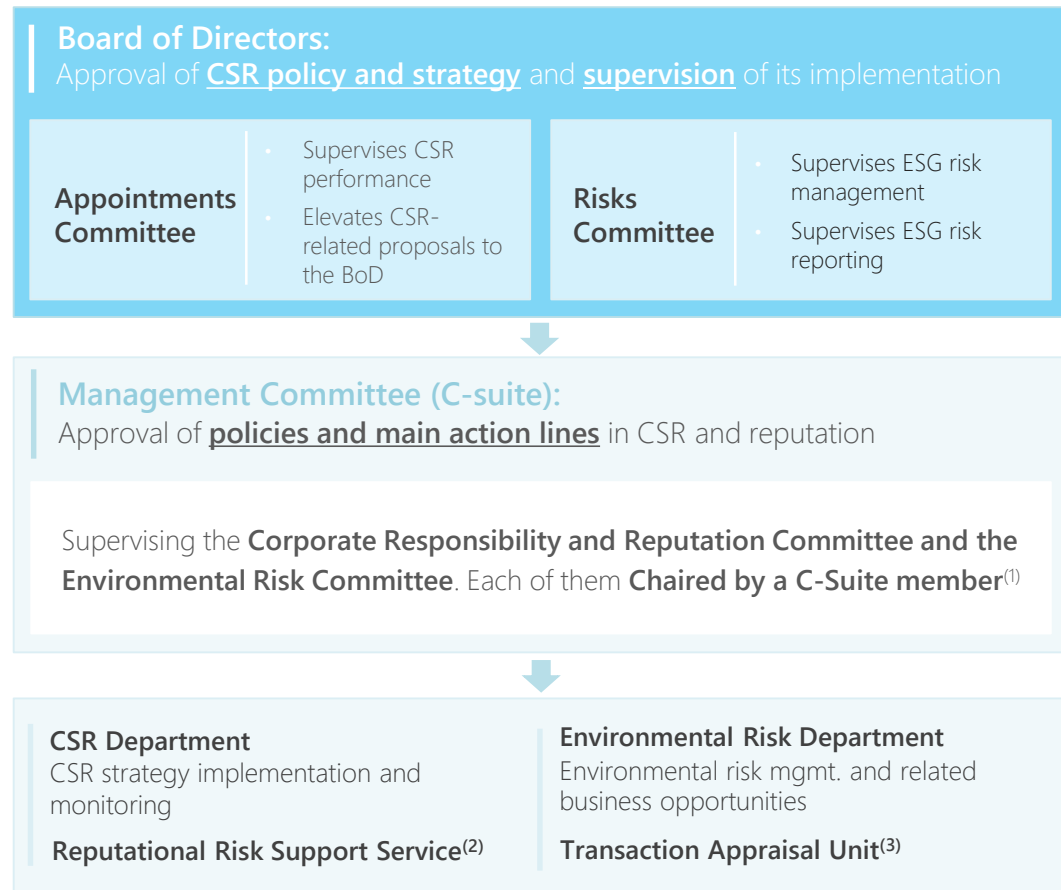 Board of Directors:
Approval of CSR policy and strategy and supervision of its implementation
Appointments
Committee
• Supervises CSR
performance
• Elevates CSR-
related proposals to
the BoD
Risks
Committee
• Supervises ESG risk
management
• Supervises ESG risk
reporting
Management Committee (C-suite):
Approval of policies and main action lines in CSR and reputation
Supervising the Corporate Responsibility and Reputation Committee and the
Environmental Risk Committee. Each of them Chaired by a C-Suite member(1)
CSR Department
CSR strategy implementation and
monitoring
Reputational Risk Support Service(2)
Environmental Risk Department
Environmental risk mgmt. and related
business opportunities
Transaction Appraisal Unit(3)